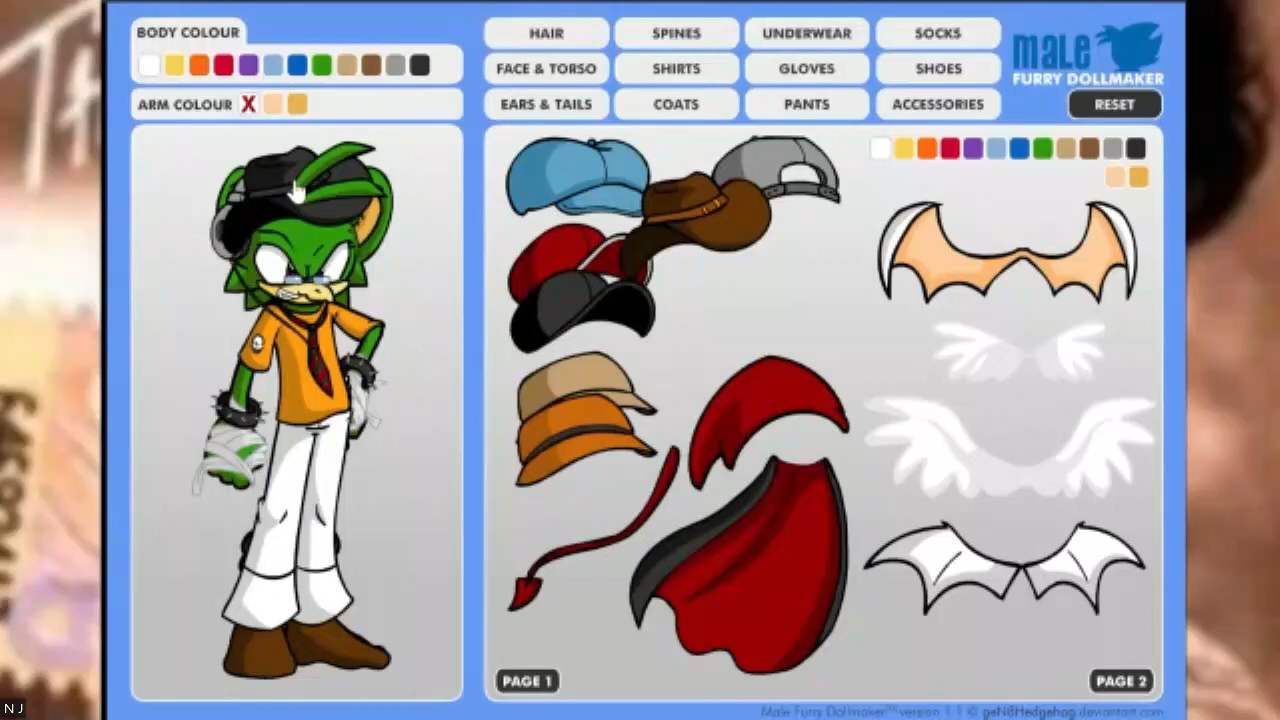 BODY COLOUR
ARM COLOUR X
HAIR SPINES UNDERWEAR SOCKS
FACE & TORSO SHIRTS GLOVES SHOES
EARS & TAILS COATS PANTS ACCESSORIES
MALE
FURRY DOLLMAKER
RESET
PAGE 1
PAGE 2
Male Furry Dollmaker™ version 1.1 © geN8Hedgehog.deviantart.com
NJ